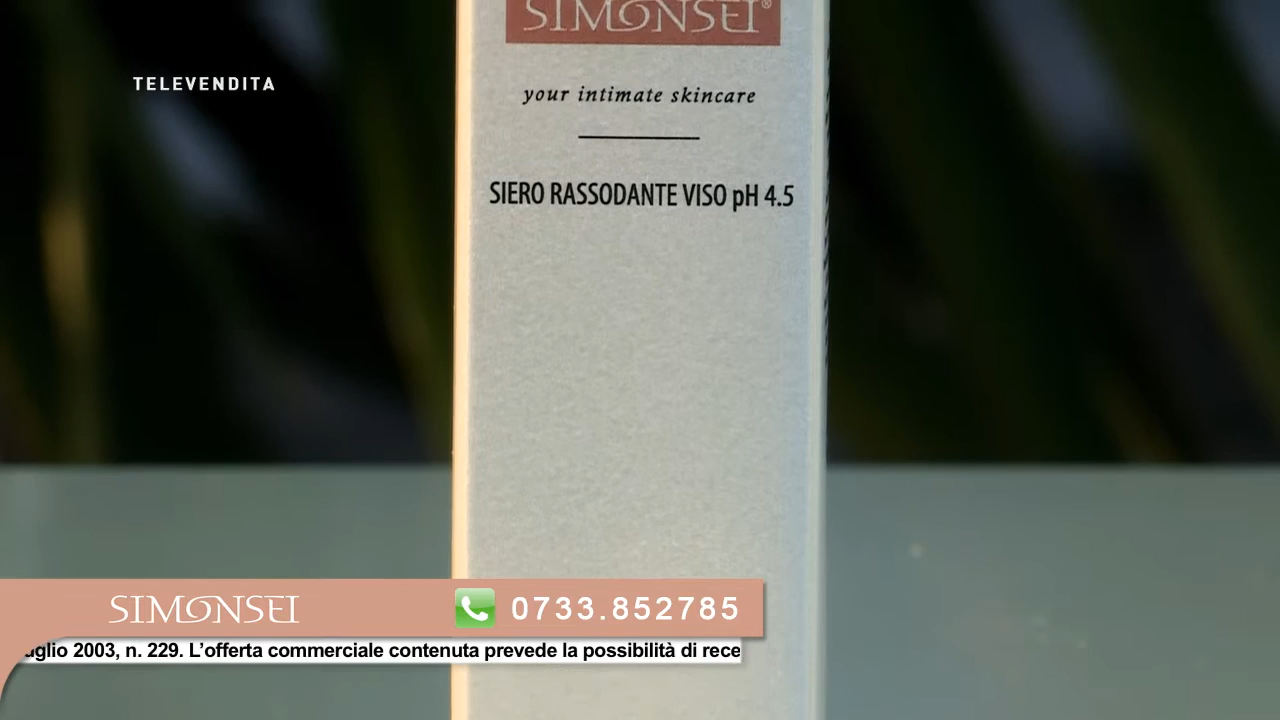 SIMONSEI®
TELEVENDITA
your intimate skincare
SIERO RASSODANTE VISO pH 4.5
SIMONSEI
0733.852785
uglio 2003, n. 229. L’offerta commerciale contenuta prevede la possibilità di rece